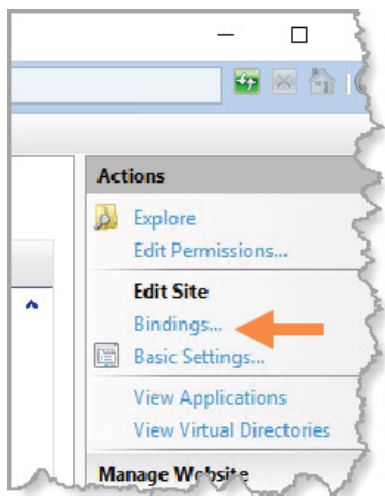 Actions
Explore
Edit Permissions...
Edit Site
Bindings...
Basic Settings...
View Applications
View Virtual Directories
Manage Website